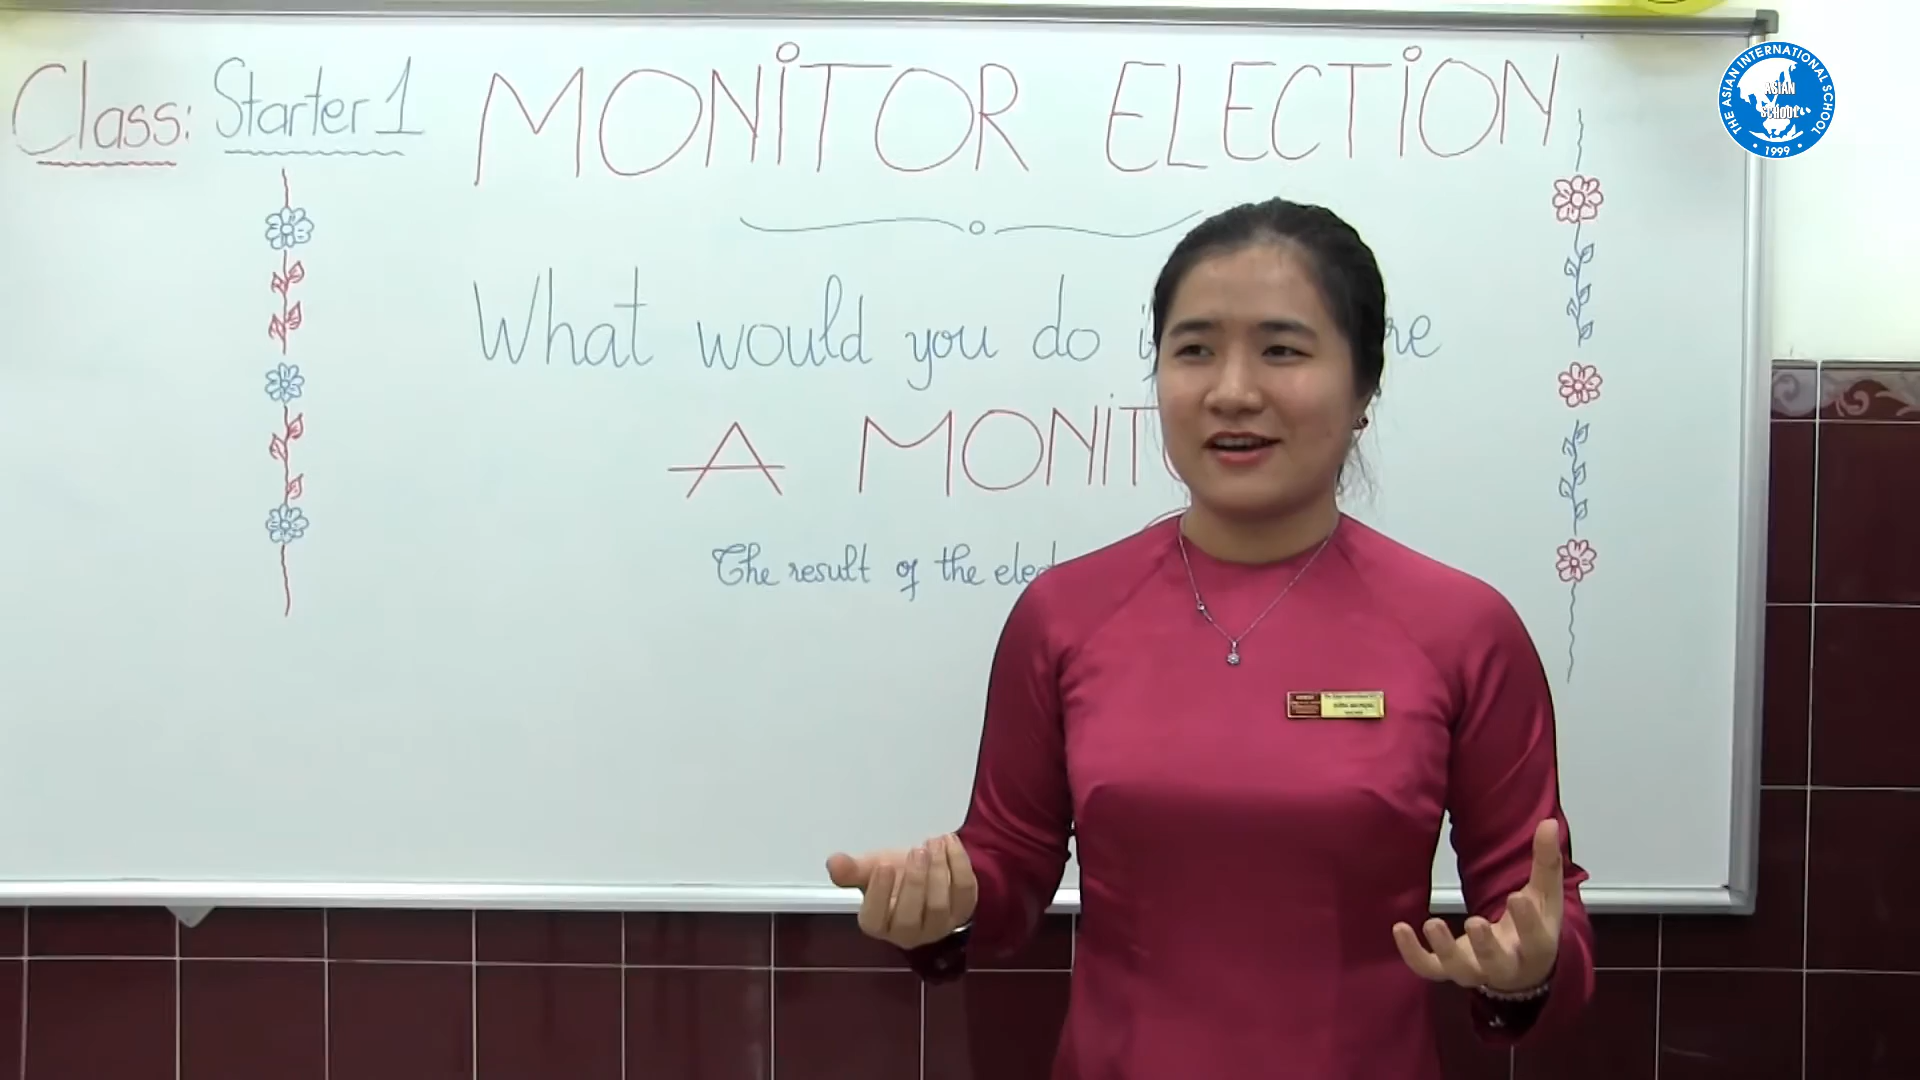 Class: Starter 1
MONiTOR ELECTiON
What would you do i re
A MONiT
The result of the elect
THE ASIAN INTERNATIONAL SCHOOL
ASIAN
SCHOOL
1999